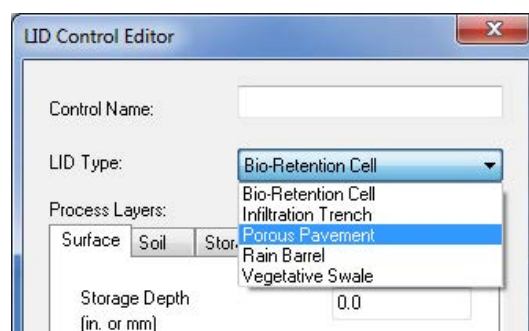 LID Control Editor
Control Name:
LID Type:
Bio-Retention Cell
Bio-Retention Cell
Infiltration Trench
Porous Pavement
Rain Barrel
Vegetative Swale
Process Layers:
Surface Soil
Storage Depth
(in. or mm)
0.0